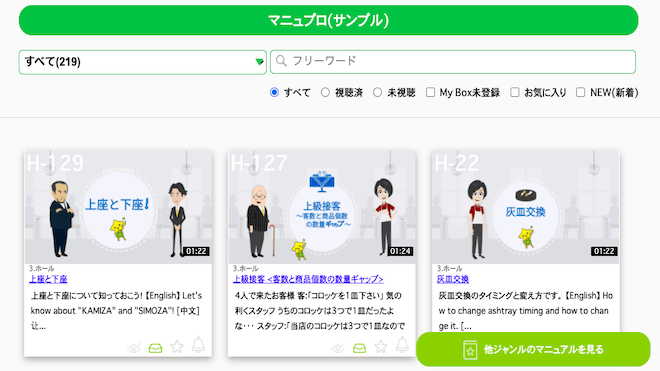 マニュプロ(サンプル)
すべて(219)
フリーワード
すべて 視聴済 未視聴 My Box未登録 お気に入り NEW(新着)
H-129
上座と下座!
01:22
3.ホール
上座と下座
上座と下座について知っておこう! 【English】 Let's
know about "KAMIZA" and "SIMOZA"! [中文]
让...
H-127
上級接客
~客数と商品個数
の数量ギャップ~
01:24
3.ホール
上級接客 <客数と商品個数の数量ギャップ>
4人で来たお客様 客:「コロッケを1皿下さい」 気の
利くスタッフ うちのコロッケは3つで1皿だったよ
な・・・ スタッフ:「当店のコロッケは3つで1皿なので
H-22
灰皿交換
01:22
3.ホール
灰皿交換
灰皿交換のタイミングと変え方です。 【English】 Ho
w to change ashtray timing and how to chan
ge it. [...
他ジャンルのマニュアルを見る